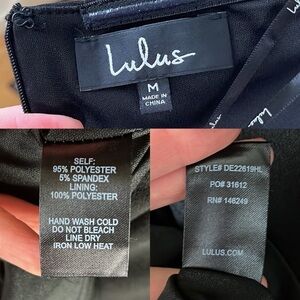 Lulus
M
MADE IN
CHINA
SELF:
95% POLYESTER
5% SPANDEX
LINING:
100% POLYESTER
HAND WASH COLD
DO NOT BLEACH
LINE DRY
IRON LOW HEAT
STYLE# DE22619HL
PO# 31612
RN# 146249
LULUS.COM